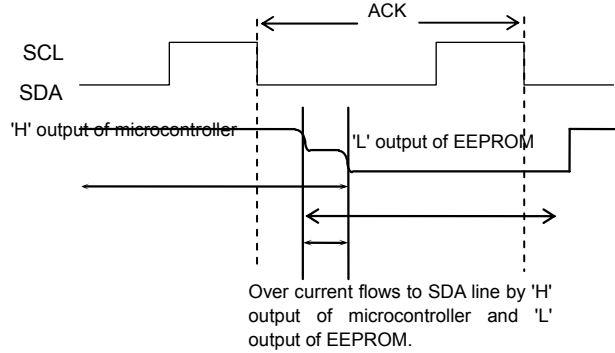 ACK
SCL
SDA
'H' output of microcontroller
'L' output of EEPROM
Over current flows to SDA line by 'H'
output of microcontroller and 'L'
output of EEPROM.